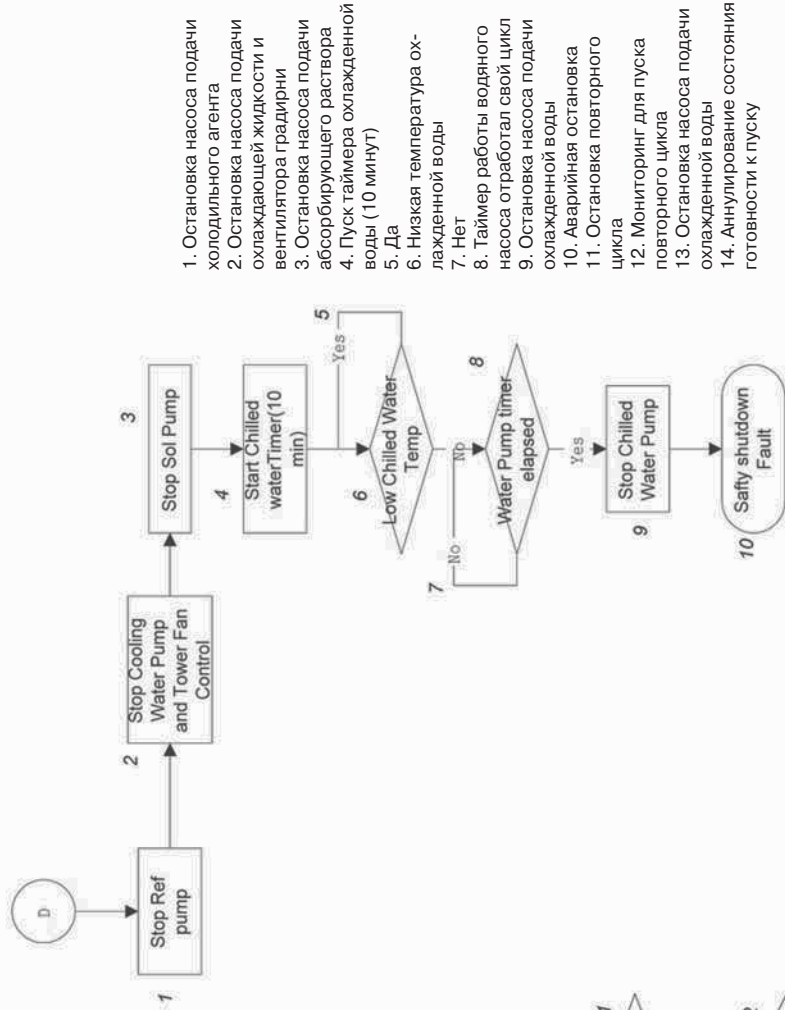 D
1
Stop Ref
pump
2
Stop Cooling
Water Pump
and Tower Fan
Control
3
Stop Sol Pump
4
Start Chilled
waterTimer(10
min)
5
Yes
6
Low Chilled Water
Temp
No
7
No
8
Water Pump timer
elapsed
Yes
9
Stop Chilled
Water Pump
10
Safty shutdown
Fault
1. Остановка насоса подачи
холодильного агента
2. Остановка насоса подачи
охлаждающей жидкости и
вентилятора градирни
3. Остановка насоса подачи
абсорбирующего раствора
4. Пуск таймера охлажденной
воды (10 минут)
5. Да
6. Низкая температура ох-
лажденной воды
7. Нет
8. Таймер работы водяного
насоса отработал свой цикл
9. Остановка насоса подачи
охлажденной воды
10. Аварийная остановка
11. Остановка повторного
цикла
12. Мониторинг для пуска
повторного цикла
13. Остановка насоса подачи
охлажденной воды
14. Аннулирование состояния
готовности к пуску